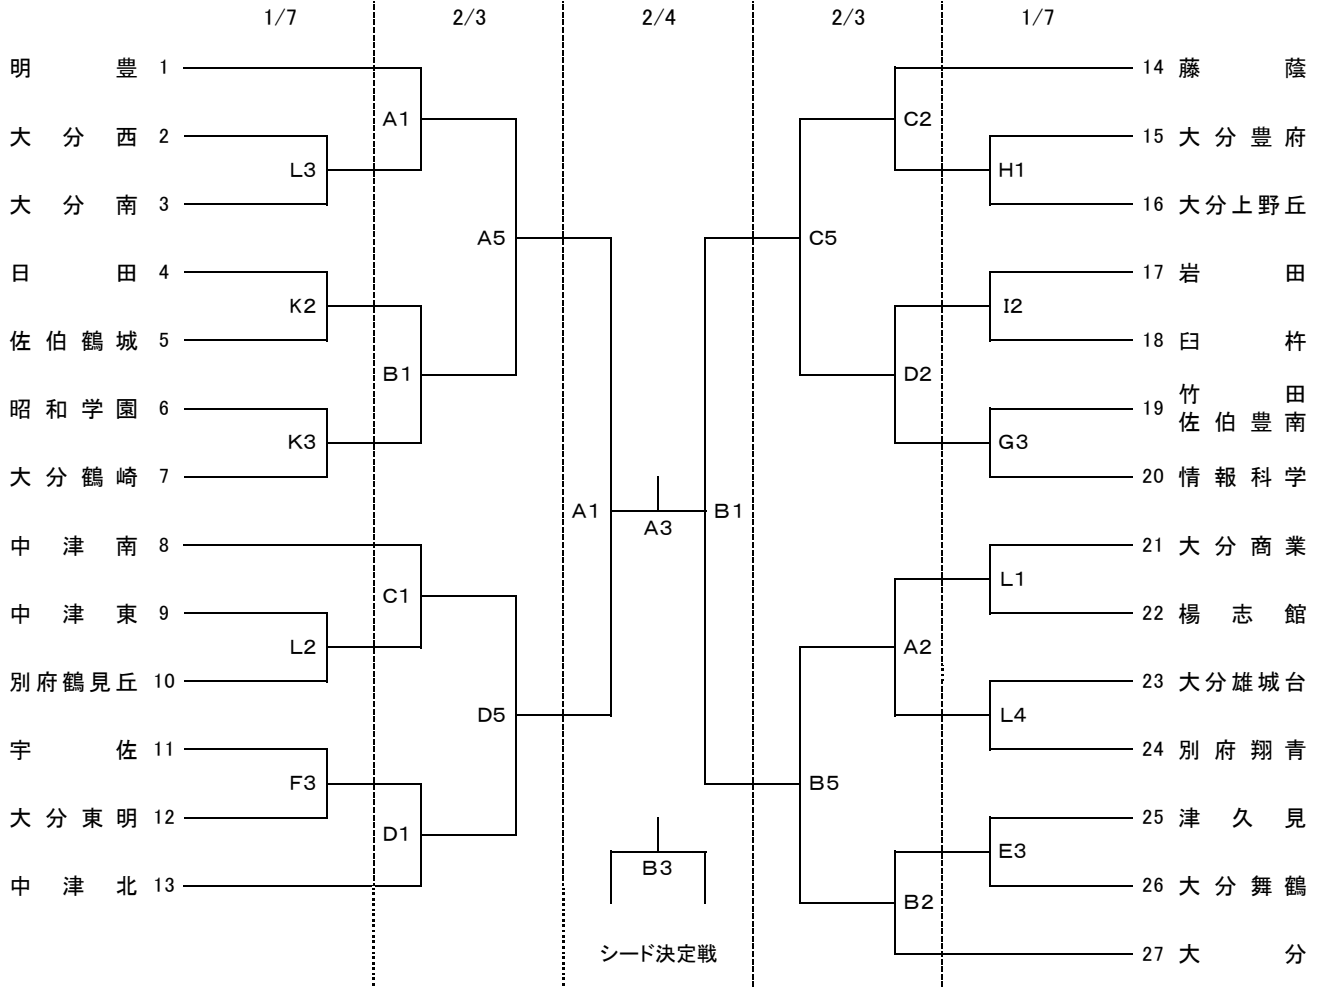 1/7 2/3 2/4 2/3 1/7
明豊 1
大分西 2
大分南 3
日田 4
佐伯鶴城 5
昭和学園 6
大分鶴崎 7
中津南 8
中津東 9
別府鶴見丘 10
宇佐 11
大分東明 12
中津北 13
L3
K2
K3
L2
F3
A1
B1
C1
D1
A5
D5
A1
A3
B1
B3
シード決定戦
C5
B5
C2
D2
A2
B2
H1
I2
G3
L1
L4
E3
14 藤蔭
15 大分豊府
16 大分上野丘
17 岩田
18 臼杵
19 竹田
佐伯豊南
20 情報科学
21 大分商業
22 楊志館
23 大分雄城台
24 別府翔青
25 津久見
26 大分舞鶴
27 大分